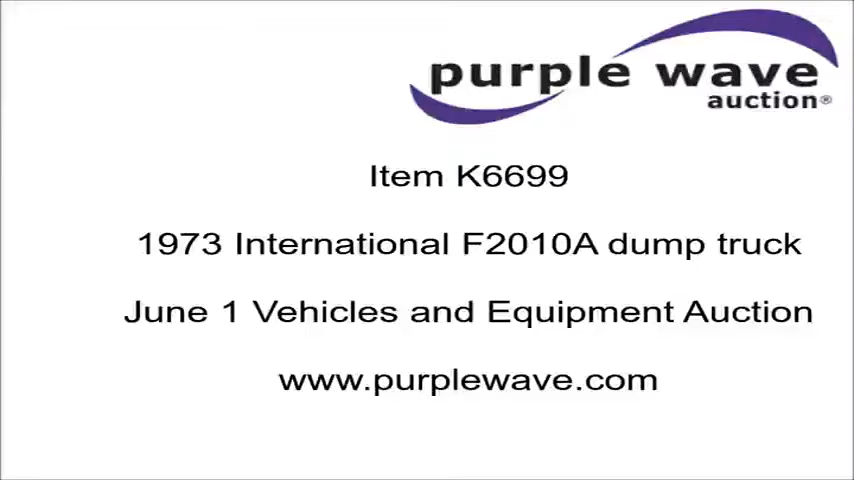 purple wave
auction®
Item K6699
1973 International F2010A dump truck
June 1 Vehicles and Equipment Auction
www.purplewave.com